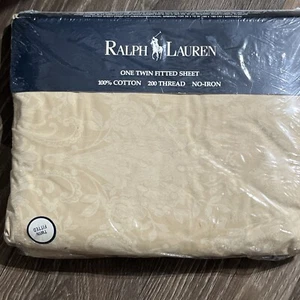 RALPH LAUREN
ONE TWIN FITTED SHEET
100% COTTON 200 THREAD NO-IRON
TWIN
FITTED